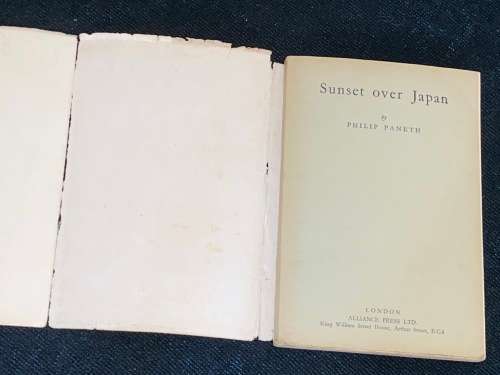 Sunset over Japan
by
PHILIP PANETH
LONDON
ALLIANCE PRESS LTD.
King William Street House, Arthur Street, E.C.4